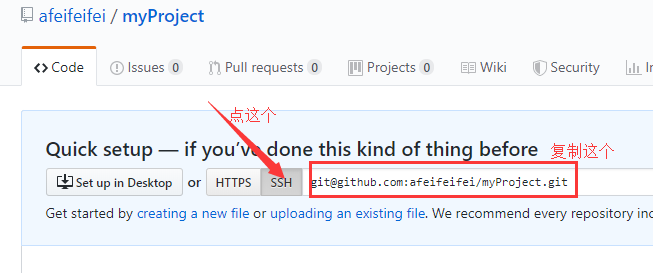 afeifeifei / myProject
Code Issues 0 Pull requests 0 Projects 0 Wiki Security
点这个
Quick setup — if you've done this kind of thing before 复制这个
Set up in Desktop or HTTPS SSH git@github.com:afeifeifei/myProject.git
Get started by creating a new file or uploading an existing file. We recommend every repository